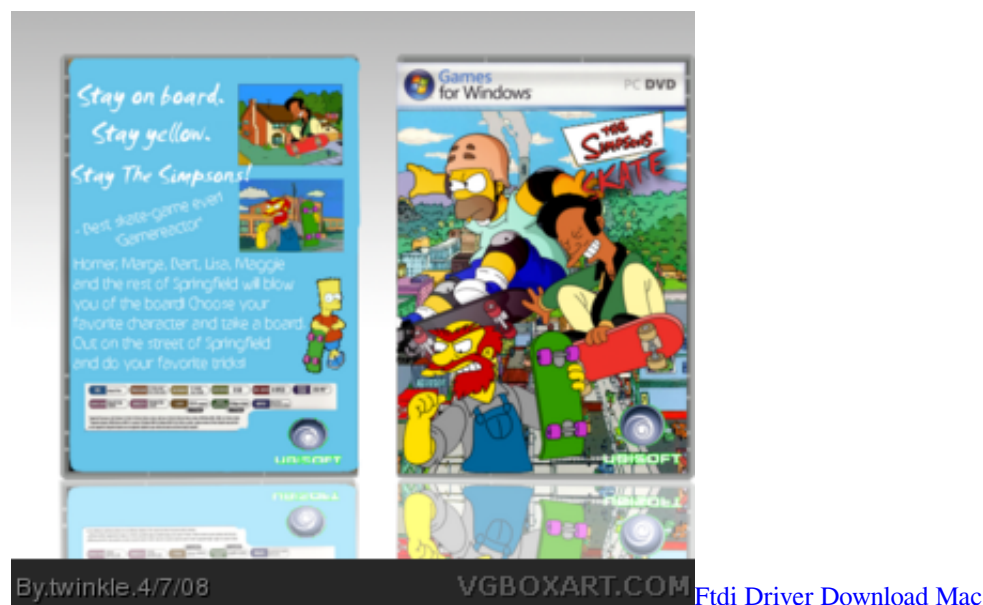 Stay on board.
Stay yellow.
Stay The Simpsons!
- Best skate-game ever!
"Gamereactor"
Homer, Marge, Bart, Lisa, Maggie
and the rest of Springfield will blow
you of the board! Choose your
favorite character and take a board.
Out on the street of Springfield
and do your favorite tricks!
UBISOFT
Games
for Windows
PC DVD
THE
SIMPSONS
SKATE
UBISOFT
By.twinkle.4/7/08
VGBOXART.COM
Ftdi Driver Download Mac